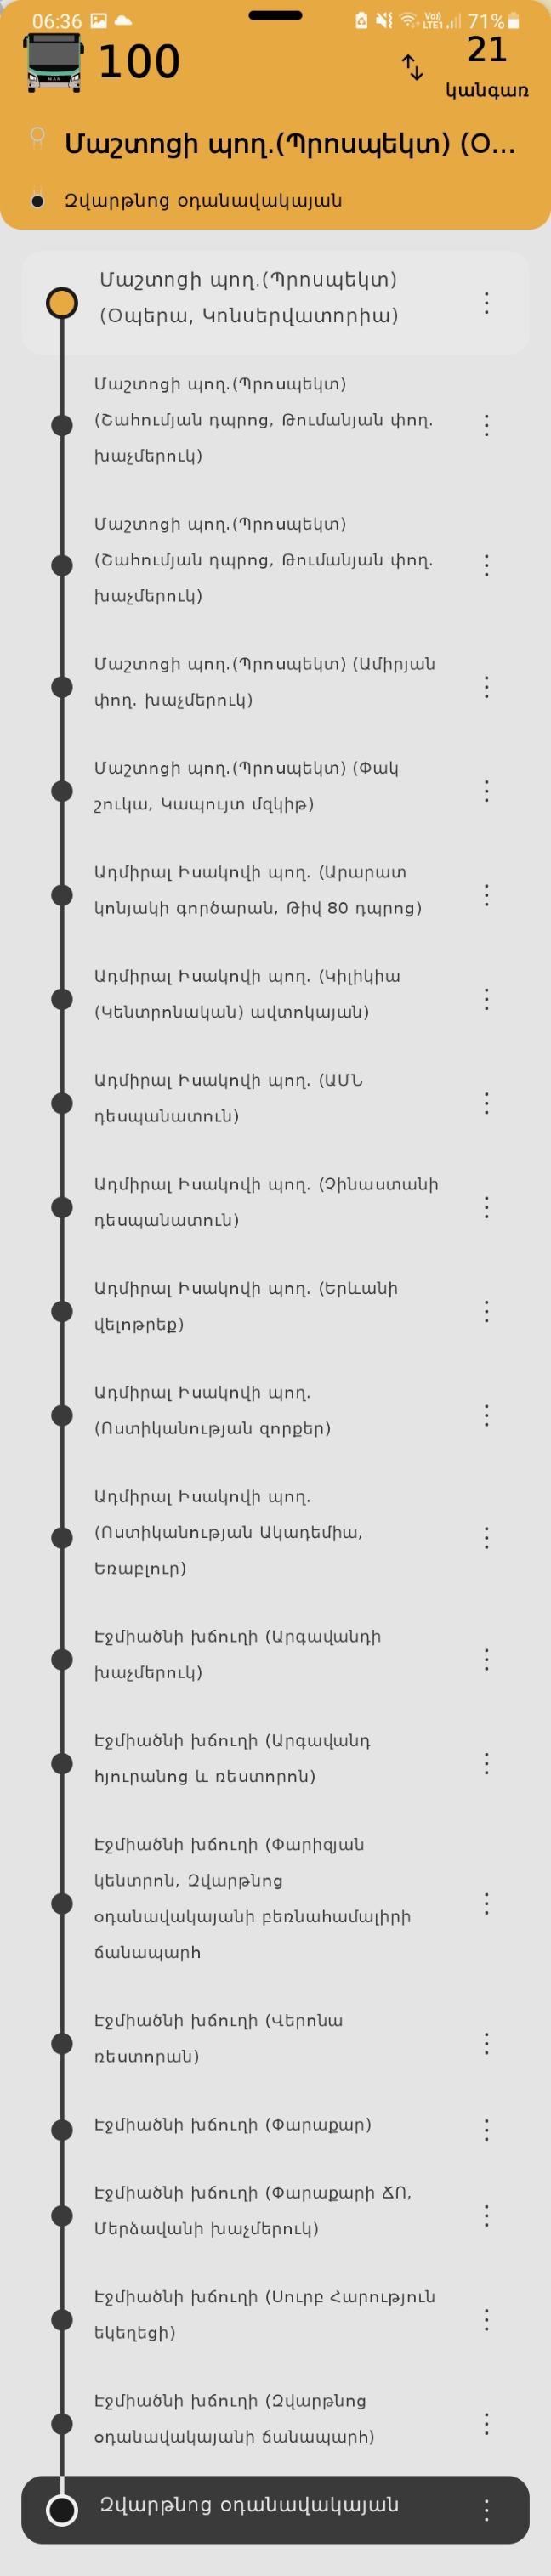 06:36
71%
100
21
կանգառ
Մաշտոցի պող.(Պրոսպեկտ) (Օ...
Զվարթնոց օդանավակայան
Մաշտոցի պող.(Պրոսպեկտ)
(Օպերա, Կոնսերվատորիա)
Մաշտոցի պող.(Պրոսպեկտ)
(Շահումյան դպրոց, Թումանյան փող.
խաչմերուկ)
Մաշտոցի պող.(Պրոսպեկտ)
(Շահումյան դպրոց, Թումանյան փող.
խաչմերուկ)
Մաշտոցի պող.(Պրոսպեկտ) (Ամիրյան
փող. խաչմերուկ)
Մաշտոցի պող.(Պրոսպեկտ) (Փակ
շուկա, Կապույտ մզկիթ)
Ադմիրալ Իսակովի պող. (Արարատ
կոնյակի գործարան, Թիվ 80 դպրոց)
Ադմիրալ Իսակովի պող. (Կիլիկիա
(Կենտրոնական) ավտոկայան)
Ադմիրալ Իսակովի պող. (ԱՄՆ
դեսպանատուն)
Ադմիրալ Իսակովի պող. (Չինաստանի
դեսպանատուն)
Ադմիրալ Իսակովի պող. (Երևանի
վելոթրեք)
Ադմիրալ Իսակովի պող.
(Ոստիկանության զորքեր)
Ադմիրալ Իսակովի պող.
(Ոստիկանության Ակադեմիա,
Եռաբլուր)
Էջմիածնի խճուղի (Արգավանդի
խաչմերուկ)
Էջմիածնի խճուղի (Արգավանդ
հյուրանոց և ռեստորոն)
Էջմիածնի խճուղի (Փարիզյան
կենտրոն, Զվարթնոց
օդանավակայանի բեռնահամալիրի
ճանապարհ
Էջմիածնի խճուղի (Վերոնա
ռեստորան)
Էջմիածնի խճուղի (Փարաքար)
Էջմիածնի խճուղի (Փարաքարի ՃՈ,
Մերձավանի խաչմերուկ)
Էջմիածնի խճուղի (Սուրբ Հարություն
եկեղեցի)
Էջմիածնի խճուղի (Զվարթնոց
օդանավակայանի ճանապարհ)
Զվարթնոց օդանավակայան